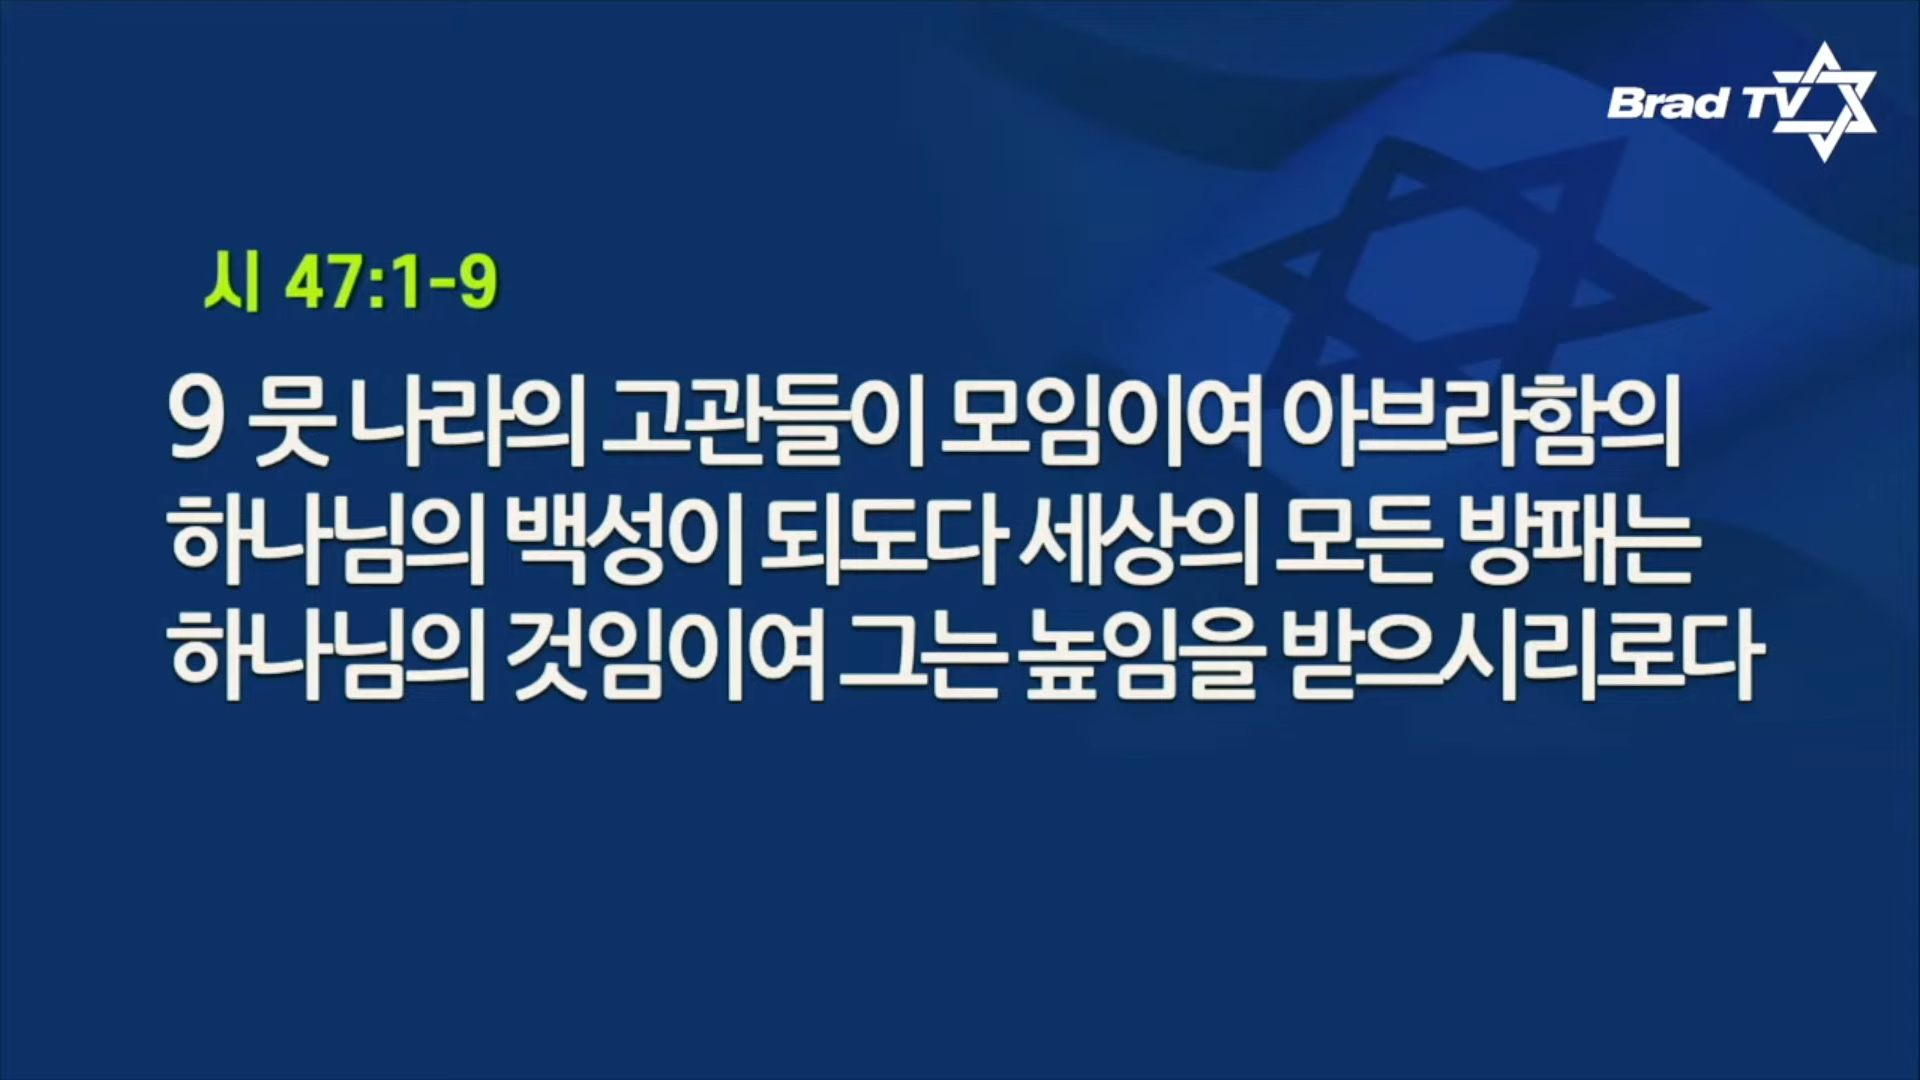 Brad TV
시 47:1-9
9 뭇 나라의 고관들이 모임이여 아브라함의
하나님의 백성이 되도다 세상의 모든 방패는
하나님의 것임이여 그는 높임을 받으시리로다